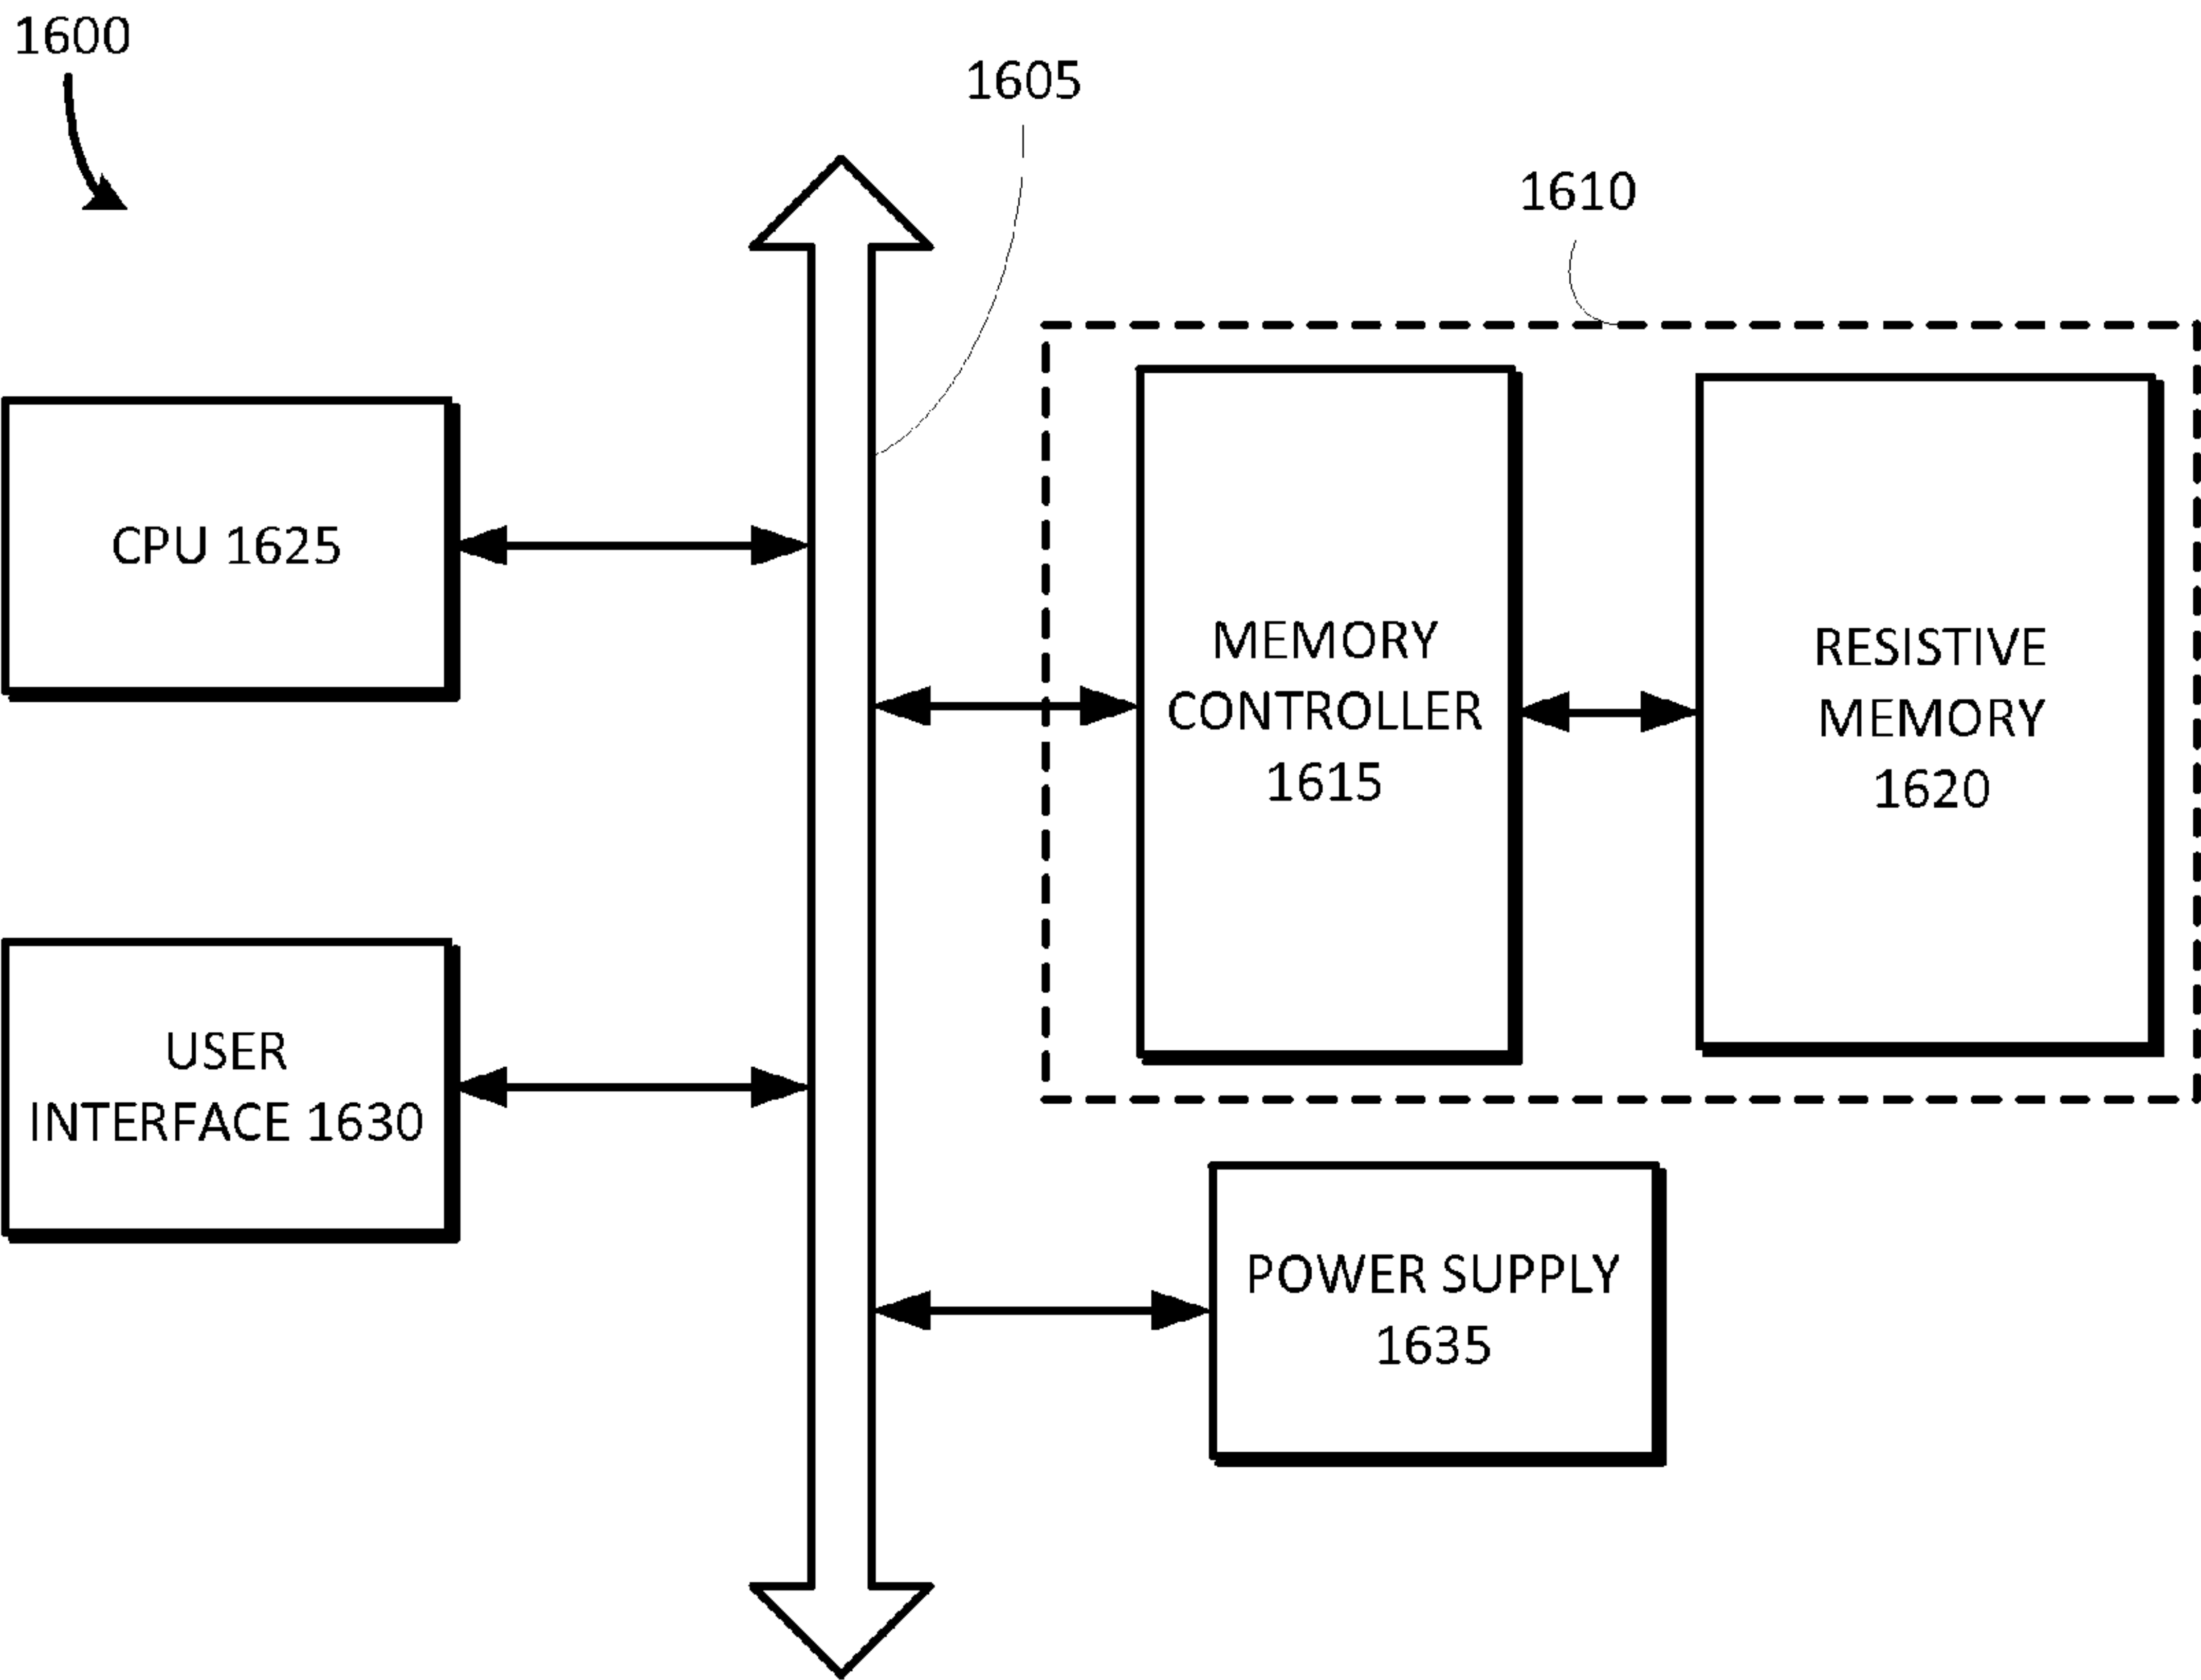 1600
1605
1610
CPU 1625
MEMORY
CONTROLLER
1615
RESISTIVE
MEMORY
1620
USER
INTERFACE 1630
POWER SUPPLY
1635